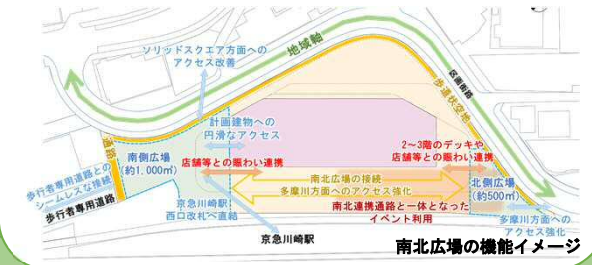 ソリッドスクエア方面への
アクセス改善
地域軸
区画街路
歩道状空地
計画建物への
円滑なアクセス
通路
南側広場
(約1,000㎡)
店舗等との賑わい連携
2~3階のデッキや
店舗等との賑わい連携
歩行者専用道路との
シームレスな接続
歩行者専用道路
南北広場の接続
多摩川方面へのアクセス強化
北側広場
(約500㎡)
南北連携通路と一体となった
イベント利用
京急川崎駅
西口改札へ直結
多摩川方面への
アクセス強化
京急川崎駅
南北広場の機能イメージ